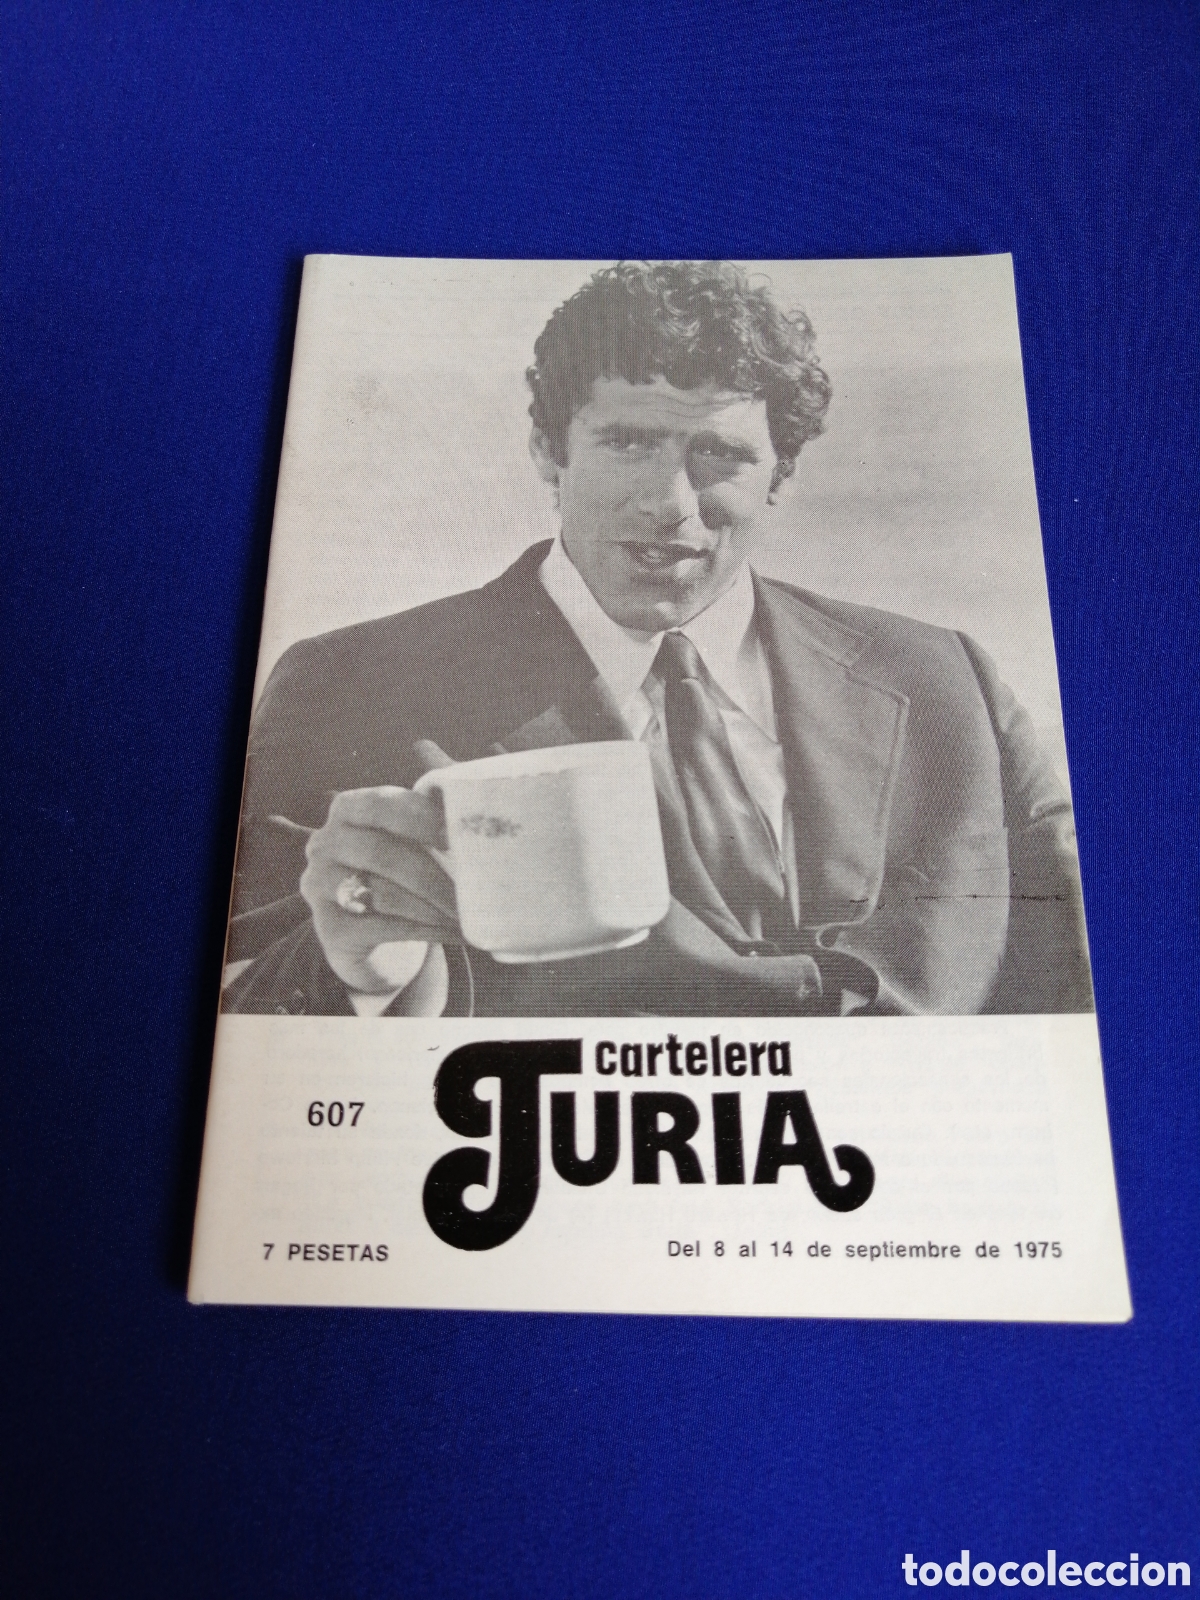 cartelera
TURIA
607
7 PESETAS
Del 8 al 14 de septiembre de 1975
todocoleccion